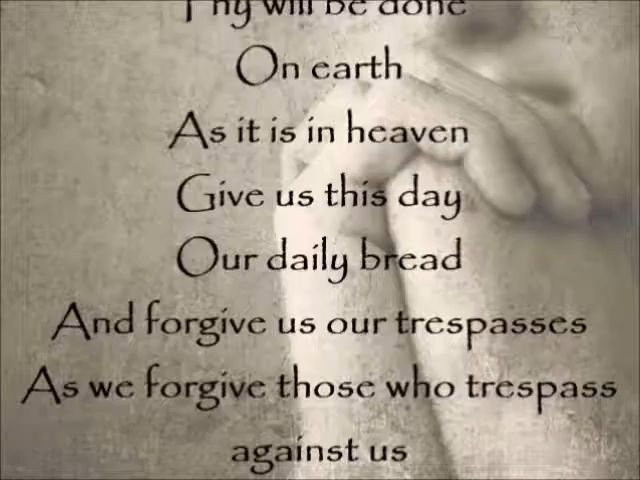 Thy will be done
On earth
As it is in heaven
Give us this day
Our daily bread
And forgive us our trespasses
As we forgive those who trespass
against us